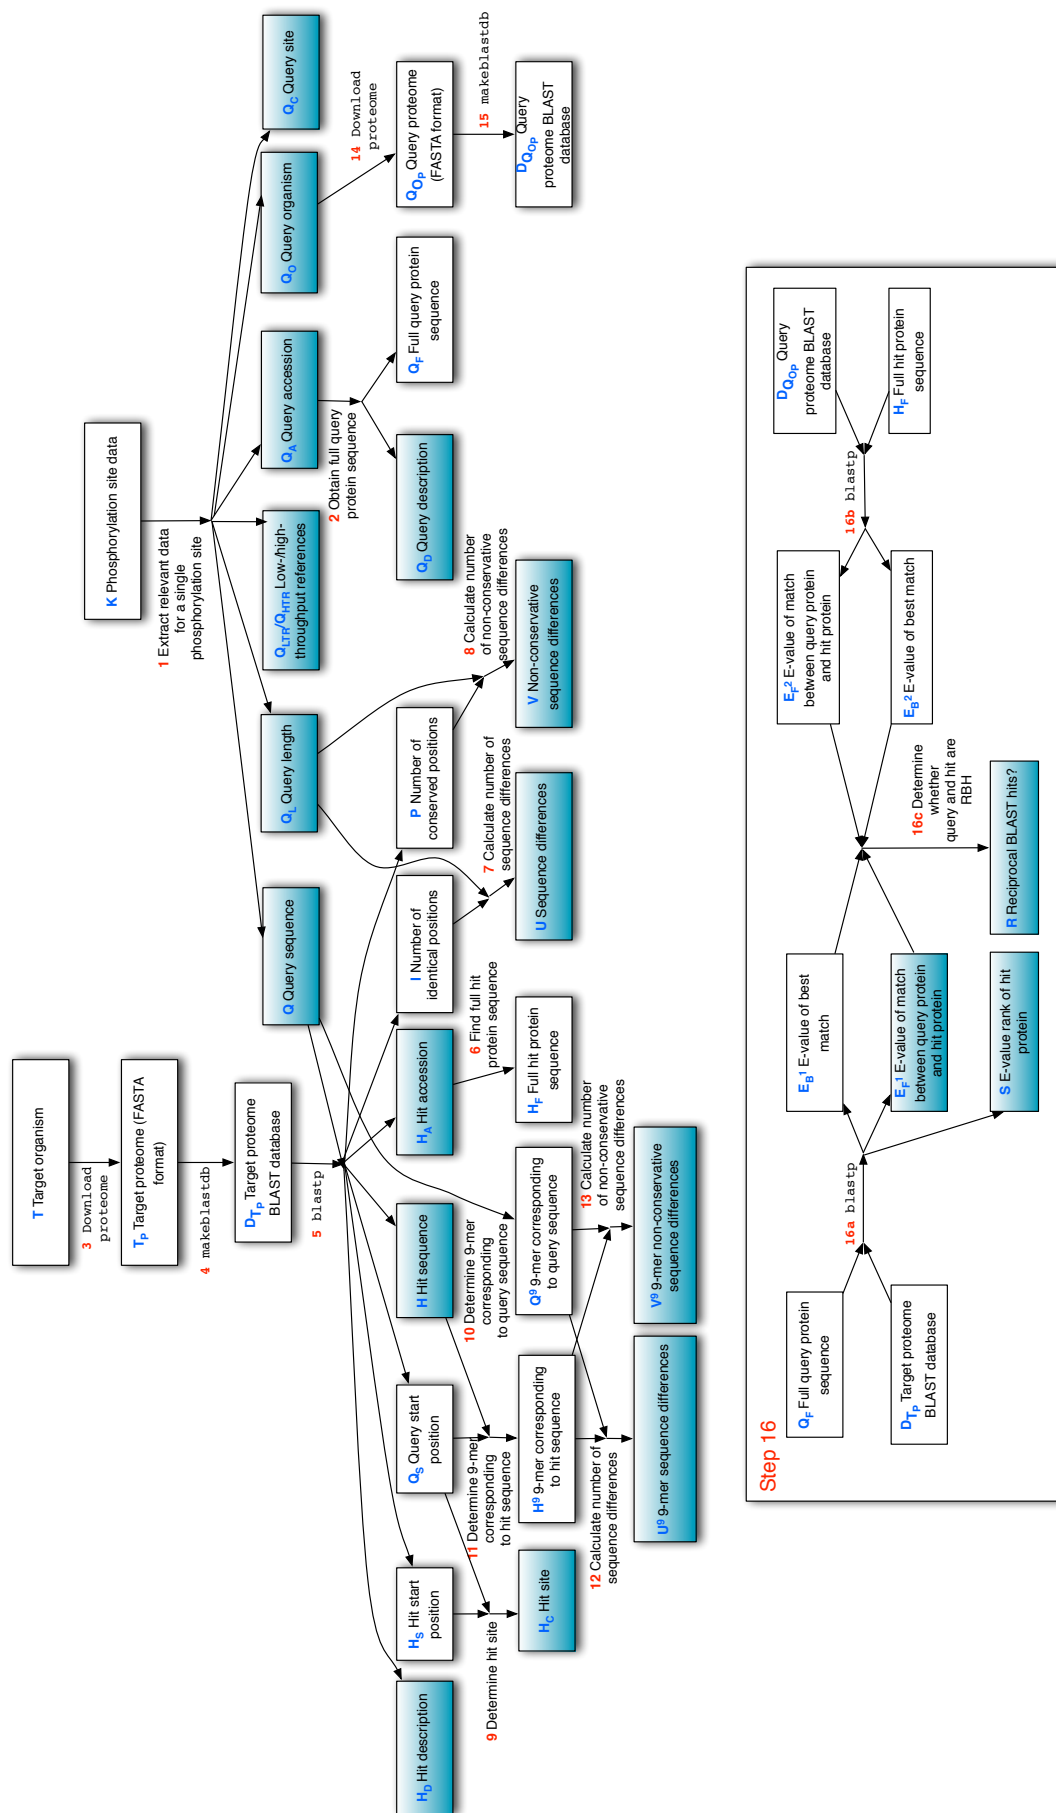 T Target organism
3 Download
proteome
T_P Target proteome (FASTA
format)
4 makeblastdb
D_T_P Target proteome
BLAST database
5 blastp
K Phosphorylation site data
1 Extract relevant data
for a single
phosphorylation site
Q Query sequence
Q_L Query length
Q_LTR/Q_HTR Low-/high-
throughput references
Q_A Query accession
Q_O Query organism
Q_C Query site
2 Obtain full query
protein sequence
14 Download
proteome
H_D Hit description
H_S Hit start
position
Q_S Query start
position
H Hit sequence
H_A Hit accession
I Number of
identical positions
P Number of
conserved positions
Q_D Query description
Q_F Full query protein
sequence
Q_O_P Query proteome
(FASTA format)
9 Determine hit site
11 Determine 9-mer
corresponding
to hit sequence
10 Determine 9-mer
corresponding
to query sequence
6 Find full hit
protein sequence
7 Calculate number of
sequence differences
8 Calculate number
of non-conservative
sequence differences
15 makeblastdb
H_C Hit site
H^9 9-mer corresponding
to hit sequence
Q^9 9-mer corresponding
to query sequence
H_F Full hit protein
sequence
U Sequence differences
V Non-conservative
sequence differences
D_Q_O_P Query
proteome BLAST
database
12 Calculate number of
sequence differences
13 Calculate number
of non-conservative
sequence differences
U^9 9-mer sequence differences
V^9 9-mer non-conservative
sequence differences
Step 16
Q_F Full query protein
sequence
D_T_P Target proteome
BLAST database
16a blastp
E_B^1 E-value of best
match
E_F^1 E-value of match
between query protein
and hit protein
S E-value rank of hit
protein
E_F^2 E-value of match
between query protein
and hit protein
E_B^2 E-value of best match
16b blastp
D_Q_O_P Query
proteome BLAST
database
H_F Full hit protein
sequence
16c Determine
whether
query and hit are
RBH
R Reciprocal BLAST hits?